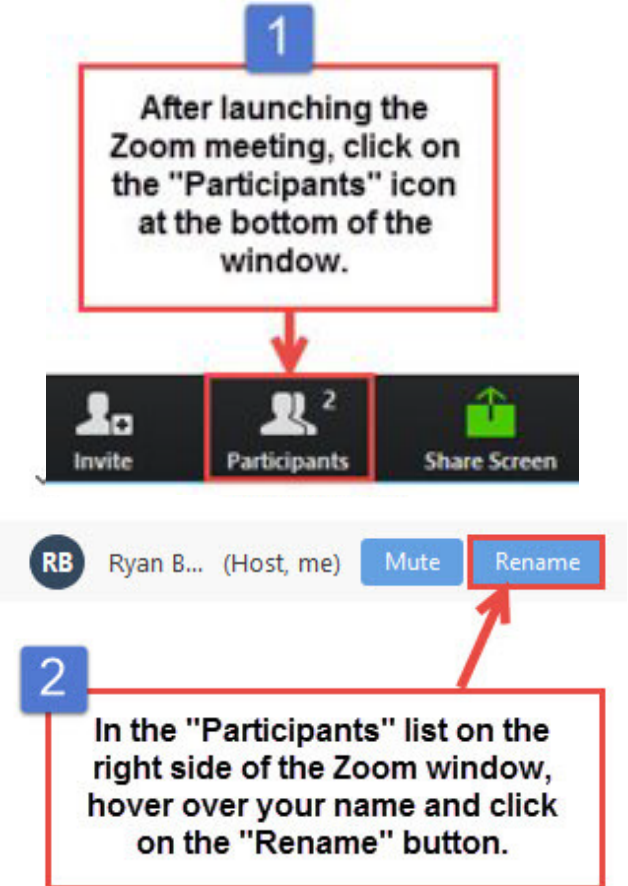 1
After launching the
Zoom meeting, click on
the "Participants" icon
at the bottom of the
window.
2
Invite
Participants
Share Screen
RB Ryan B... (Host, me) Mute Rename
2
In the "Participants" list on the
right side of the Zoom window,
hover over your name and click
on the "Rename" button.